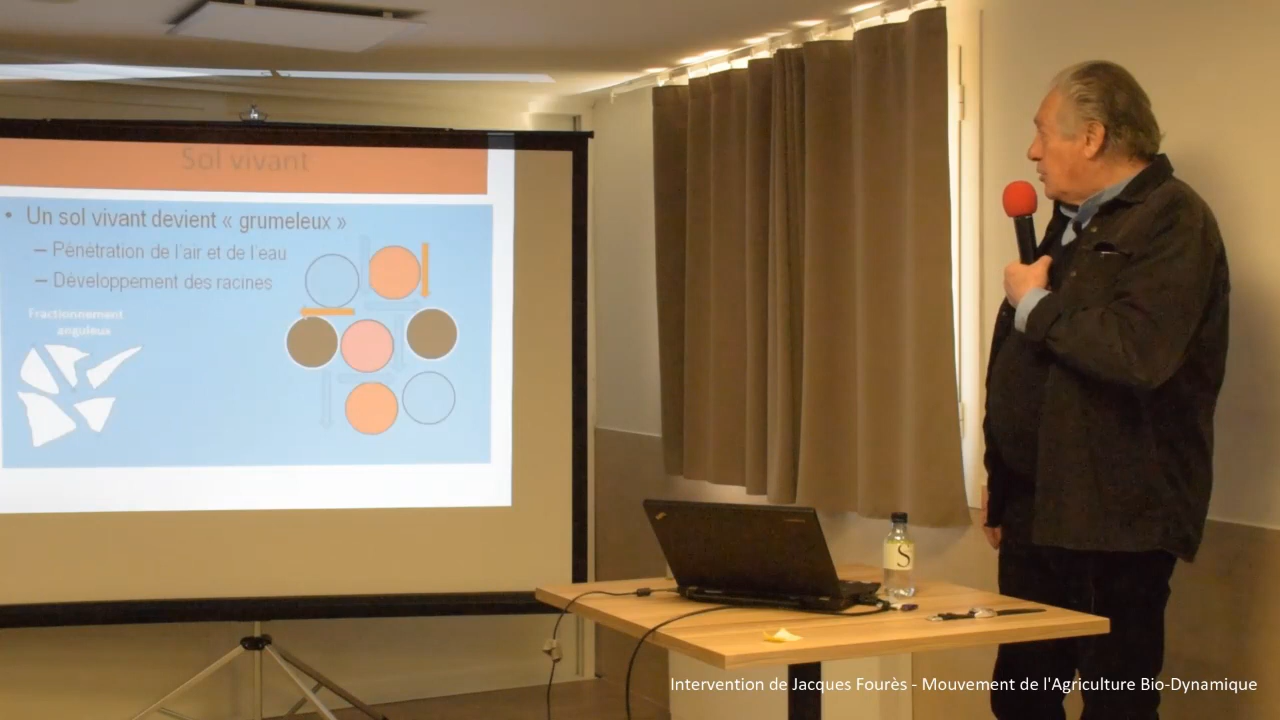 Sol vivant
• Un sol vivant devient « grumeleux »
– Pénétration de l'air et de l'eau
– Développement des racines
Fractionnement
anguleux
S
Intervention de Jacques Fourès - Mouvement de l'Agriculture Bio-Dynamique